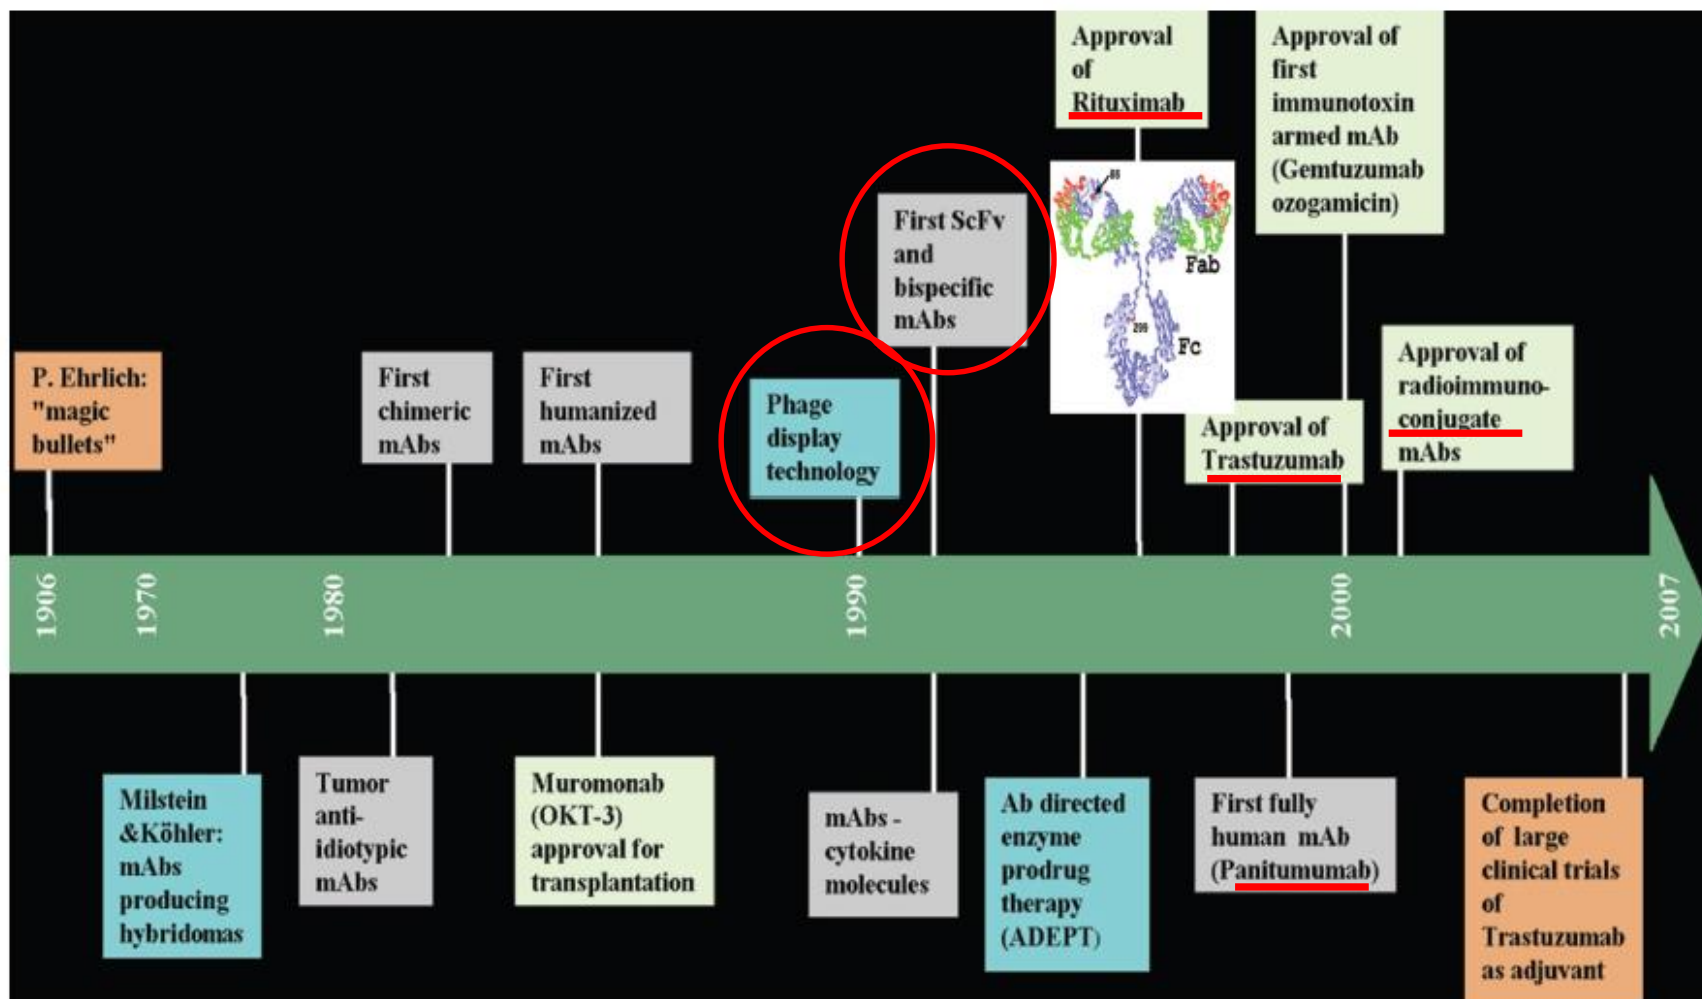 P. Ehrlich:
"magic
bullets"
First
chimeric
mAbs
First
humanized
mAbs
Phage
display
technology
First ScFv
and
bispecific
mAbs
Approval
of
Rituximab
88
Fab
299
Fc
Approval of
Trastuzumab
Approval of
first
immunotoxin
armed mAb
(Gemtuzumab
ozogamicin)
Approval of
radioimmuno-
conjugate
mAbs
1906
1970
1980
1990
2000
2007
Milstein
&Köhler:
mAbs
producing
hybridomas
Tumor
anti-
idiotypic
mAbs
Muromonab
(OKT-3)
approval for
transplantation
mAbs -
cytokine
molecules
Ab directed
enzyme
prodrug
therapy
(ADEPT)
First fully
human mAb
(Panitumumab)
Completion
of large
clinical trials
of
Trastuzumab
as adjuvant